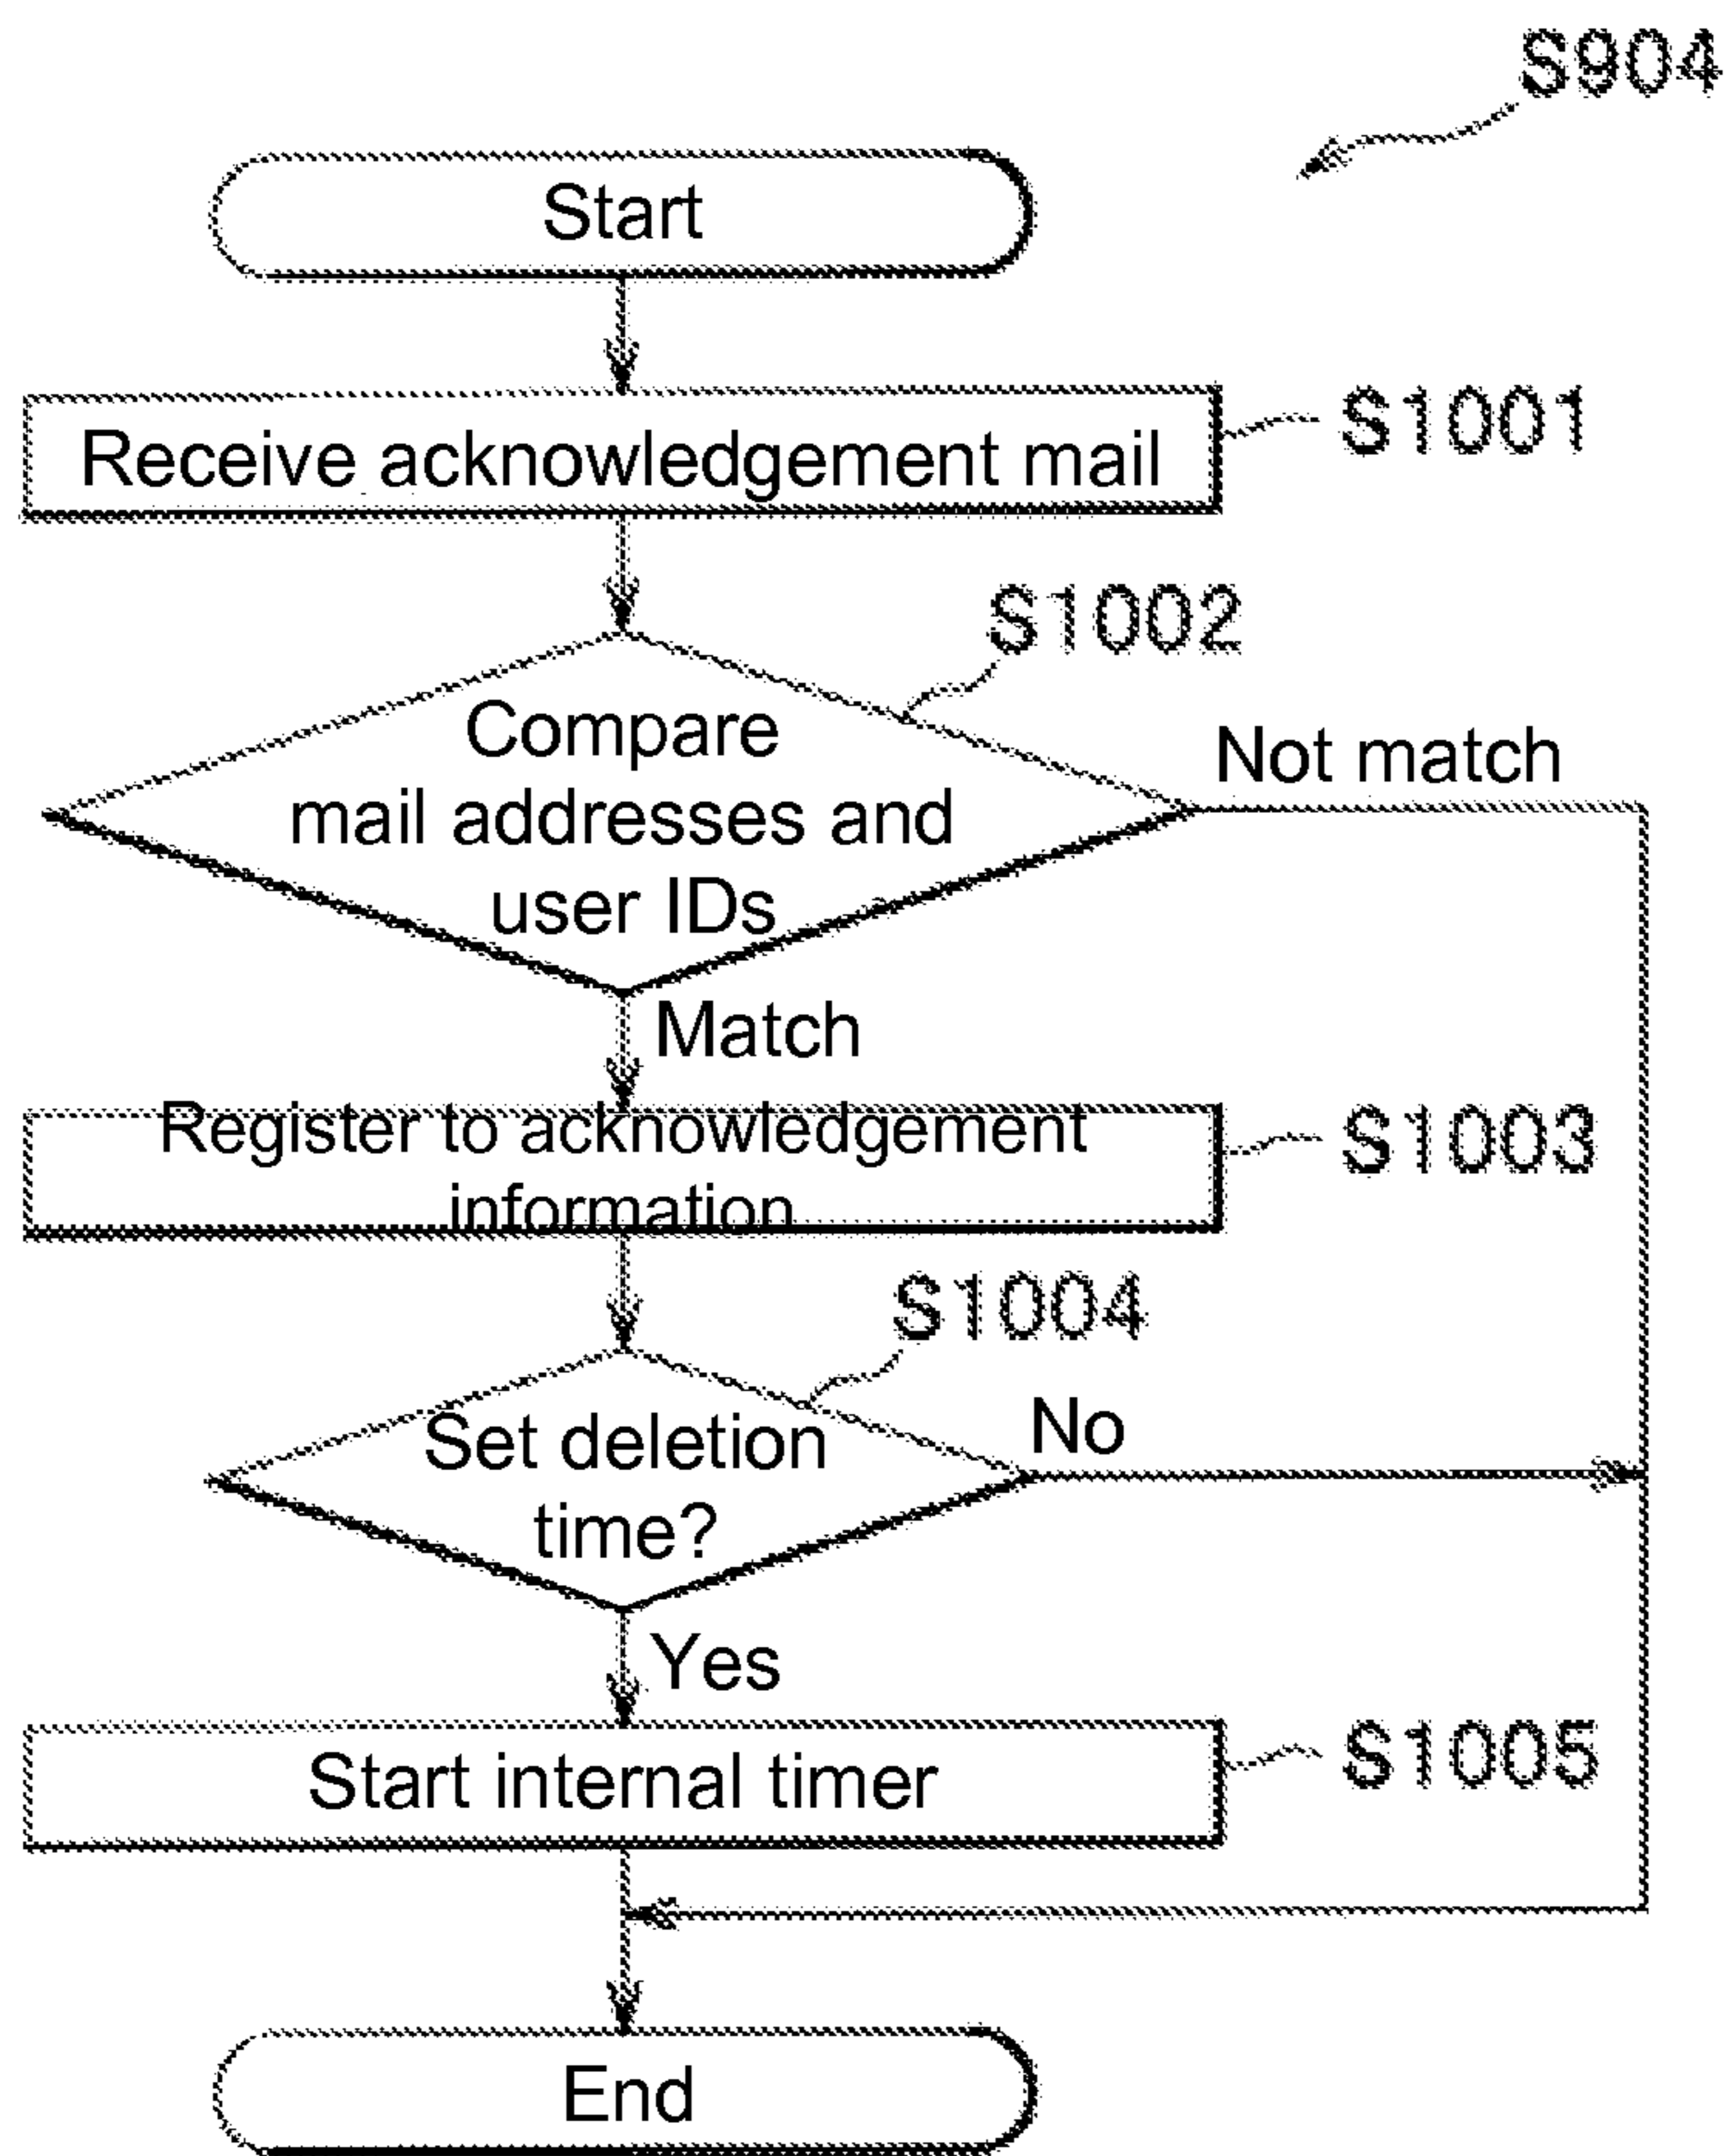 S904
Start
Receive acknowledgement mail
S1001
S1002
Compare
mail addresses and
user IDs
Not match
Match
Register to acknowledgement
information
S1003
S1004
Set deletion
time?
No
Yes
Start internal timer
S1005
End